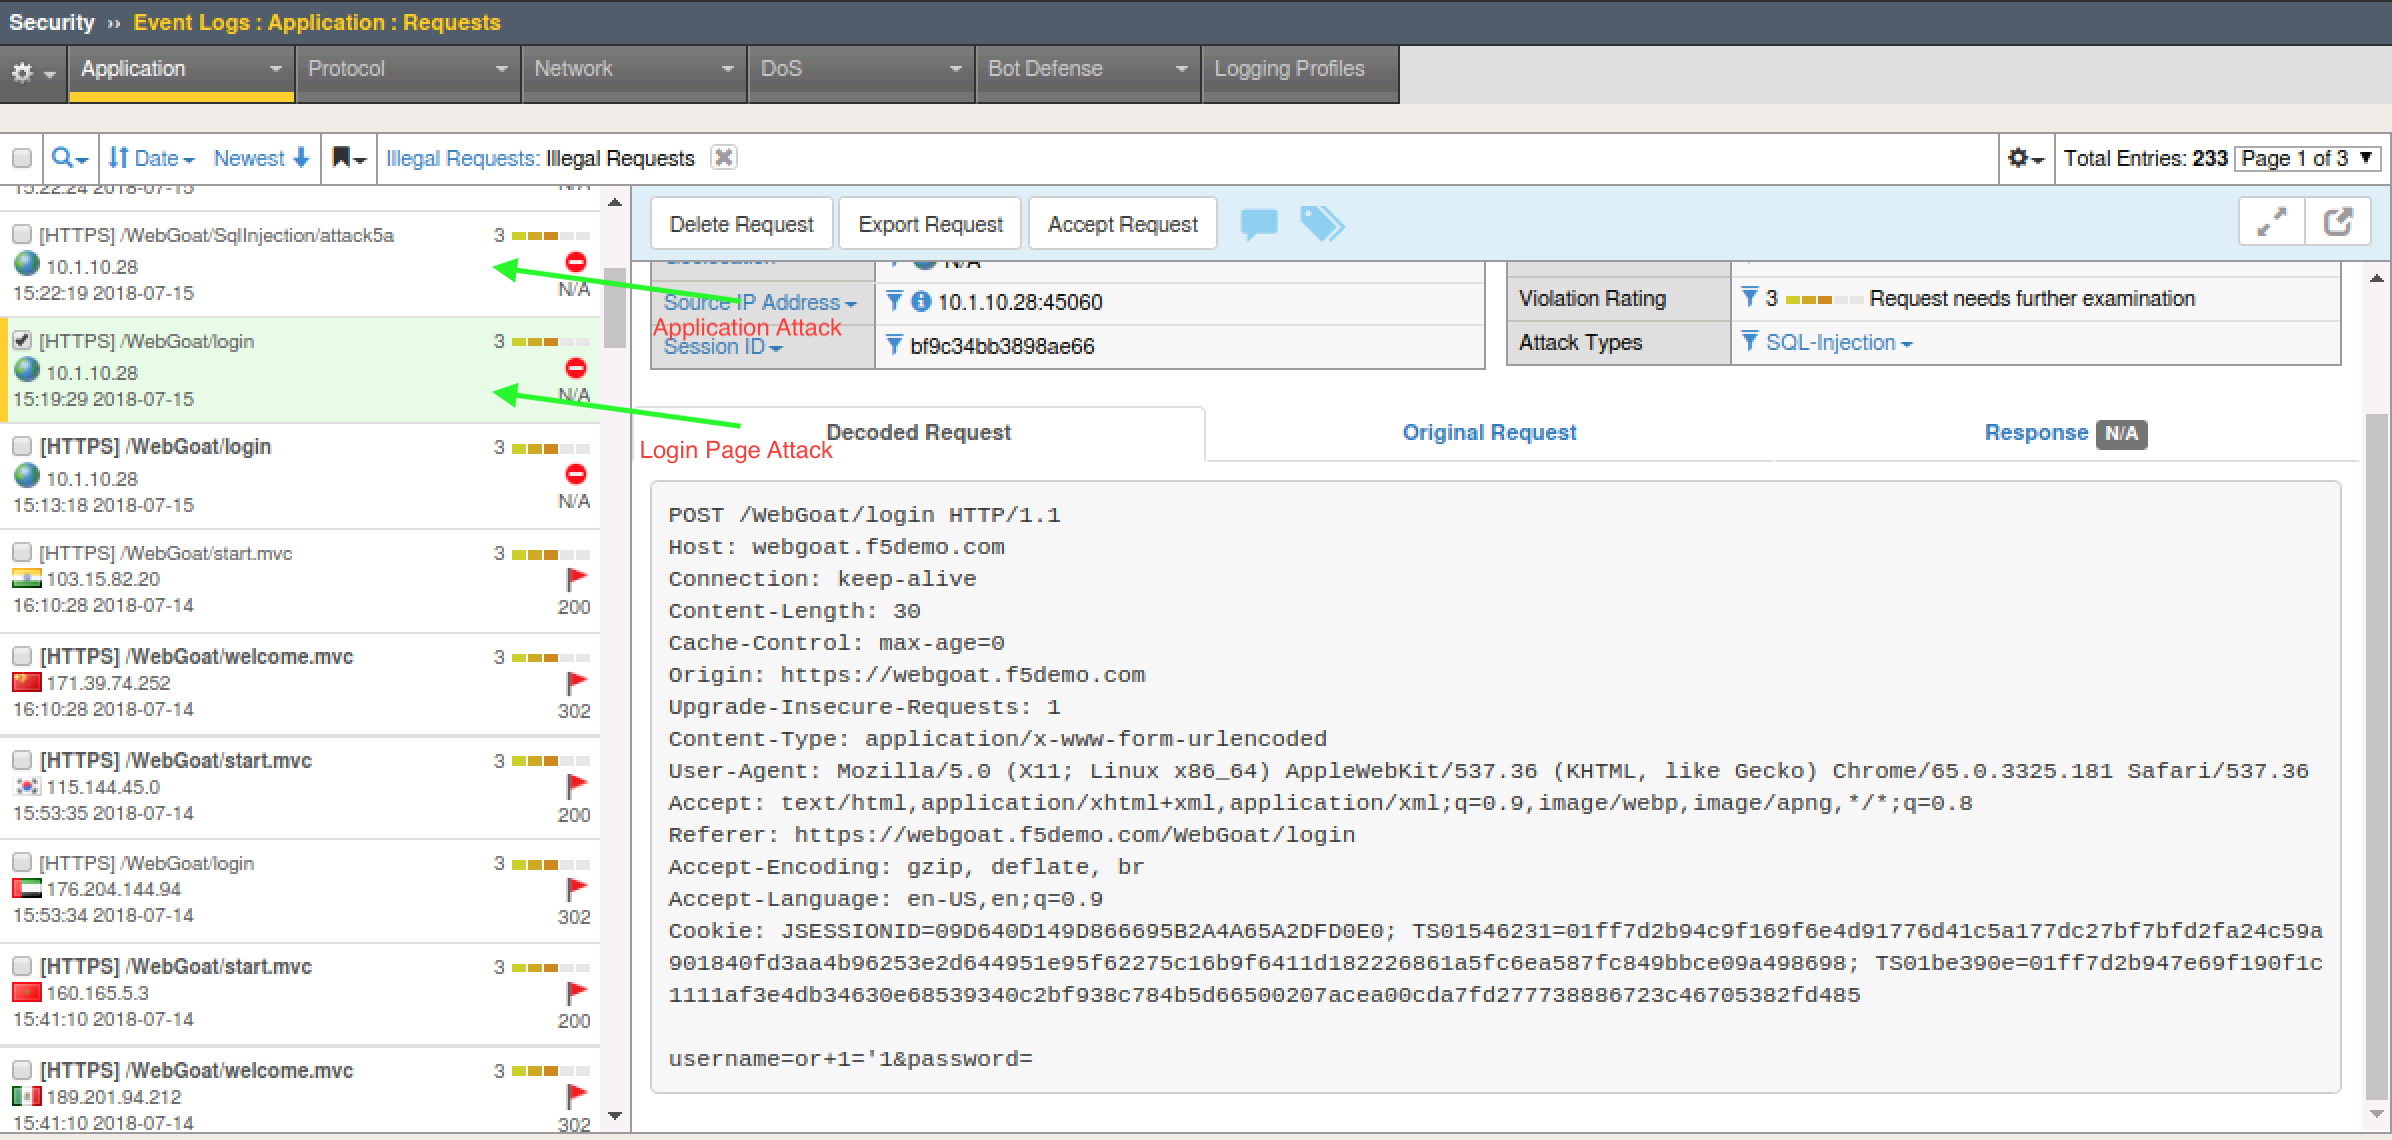 Security ›› Event Logs : Application : Requests
Application Protocol Network DoS Bot Defense Logging Profiles
Date Newest Illegal Requests: Illegal Requests Total Entries: 233 Page 1 of 3
15:22:24 2018-07-15 N/A
[HTTPS] /WebGoat/SqlInjection/attack5a 3
10.1.10.28
15:22:19 2018-07-15 N/A
[HTTPS] /WebGoat/login 3
10.1.10.28
15:19:29 2018-07-15 N/A
[HTTPS] /WebGoat/login 3
10.1.10.28
15:13:18 2018-07-15 N/A
[HTTPS] /WebGoat/start.mvc 3
103.15.82.20
16:10:28 2018-07-14 200
[HTTPS] /WebGoat/welcome.mvc 3
171.39.74.252
16:10:28 2018-07-14 302
[HTTPS] /WebGoat/start.mvc 3
115.144.45.0
15:53:35 2018-07-14 200
[HTTPS] /WebGoat/login 3
176.204.144.94
15:53:34 2018-07-14 302
[HTTPS] /WebGoat/start.mvc 3
160.165.5.3
15:41:10 2018-07-14 200
[HTTPS] /WebGoat/welcome.mvc 3
189.201.94.212
15:41:10 2018-07-14 302
Delete Request Export Request Accept Request
Geolocation N/A
Source IP Address 10.1.10.28:45060
Application Attack
Session ID bf9c34bb3898ae66
Violation Rating 3 Request needs further examination
Attack Types SQL-Injection
Decoded Request Original Request Response N/A
Login Page Attack
POST /WebGoat/login HTTP/1.1
Host: webgoat.f5demo.com
Connection: keep-alive
Content-Length: 30
Cache-Control: max-age=0
Origin: https://webgoat.f5demo.com
Upgrade-Insecure-Requests: 1
Content-Type: application/x-www-form-urlencoded
User-Agent: Mozilla/5.0 (X11; Linux x86_64) AppleWebKit/537.36 (KHTML, like Gecko) Chrome/65.0.3325.181 Safari/537.36
Accept: text/html,application/xhtml+xml,application/xml;q=0.9,image/webp,image/apng,*/*;q=0.8
Referer: https://webgoat.f5demo.com/WebGoat/login
Accept-Encoding: gzip, deflate, br
Accept-Language: en-US,en;q=0.9
Cookie: JSESSIONID=09D640D149D866695B2A4A65A2DFD0E0; TS01546231=01ff7d2b94c9f169f6e4d91776d41c5a177dc27bf7bfd2fa24c59a
901840fd3aa4b96253e2d644951e95f62275c16b9f6411d182226861a5fc6ea587fc849bbce09a498698; TS01be390e=01ff7d2b947e69f190f1c
1111af3e4db34630e68539340c2bf938c784b5d66500207acea00cda7fd277738886723c46705382fd485
username=or+1='1&password=